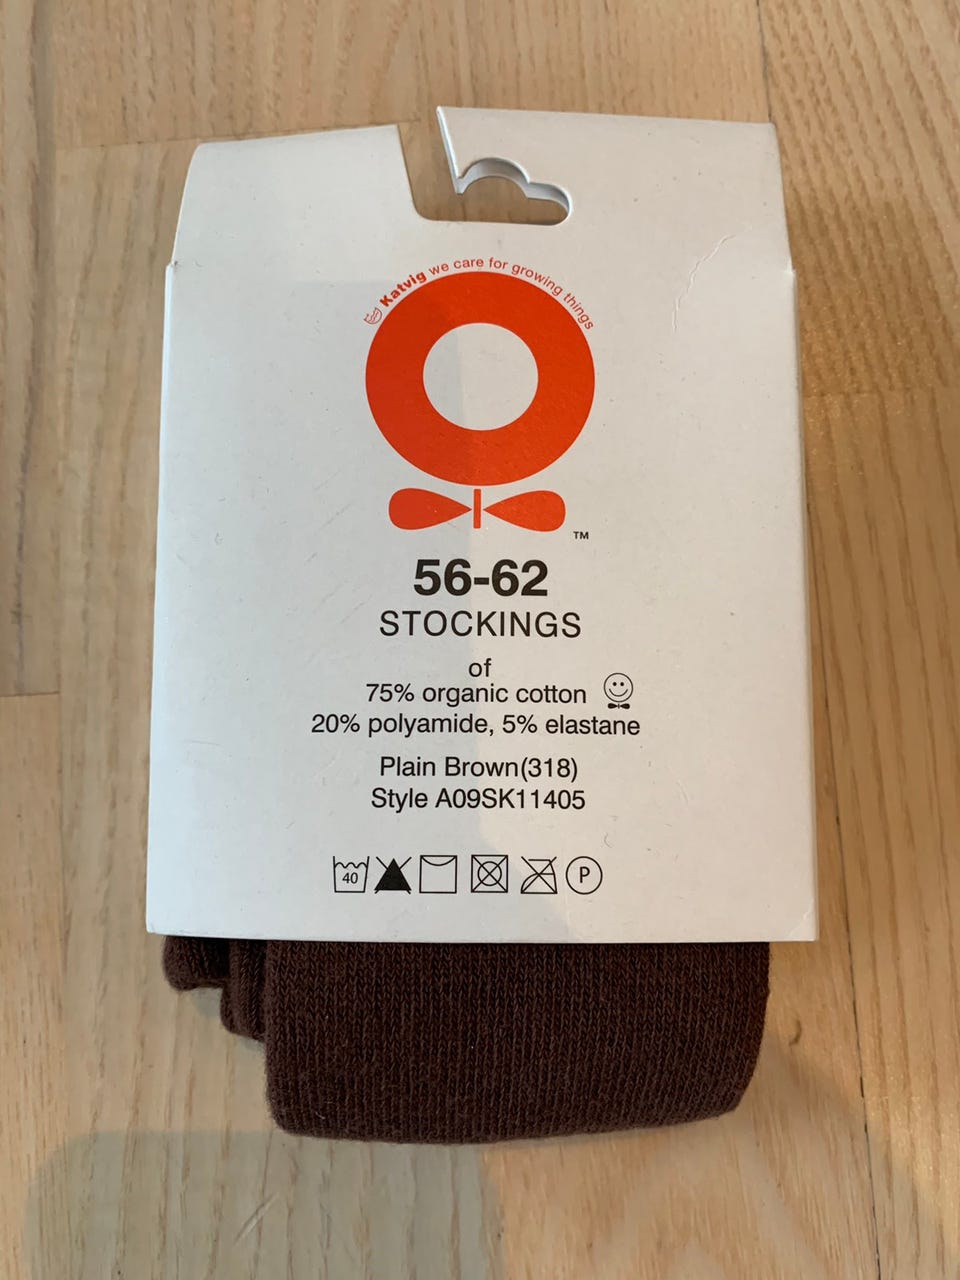 Katvig we care for growing things
TM
56-62
STOCKINGS
of
75% organic cotton
20% polyamide, 5% elastane
Plain Brown(318)
Style A09SK11405
40
P